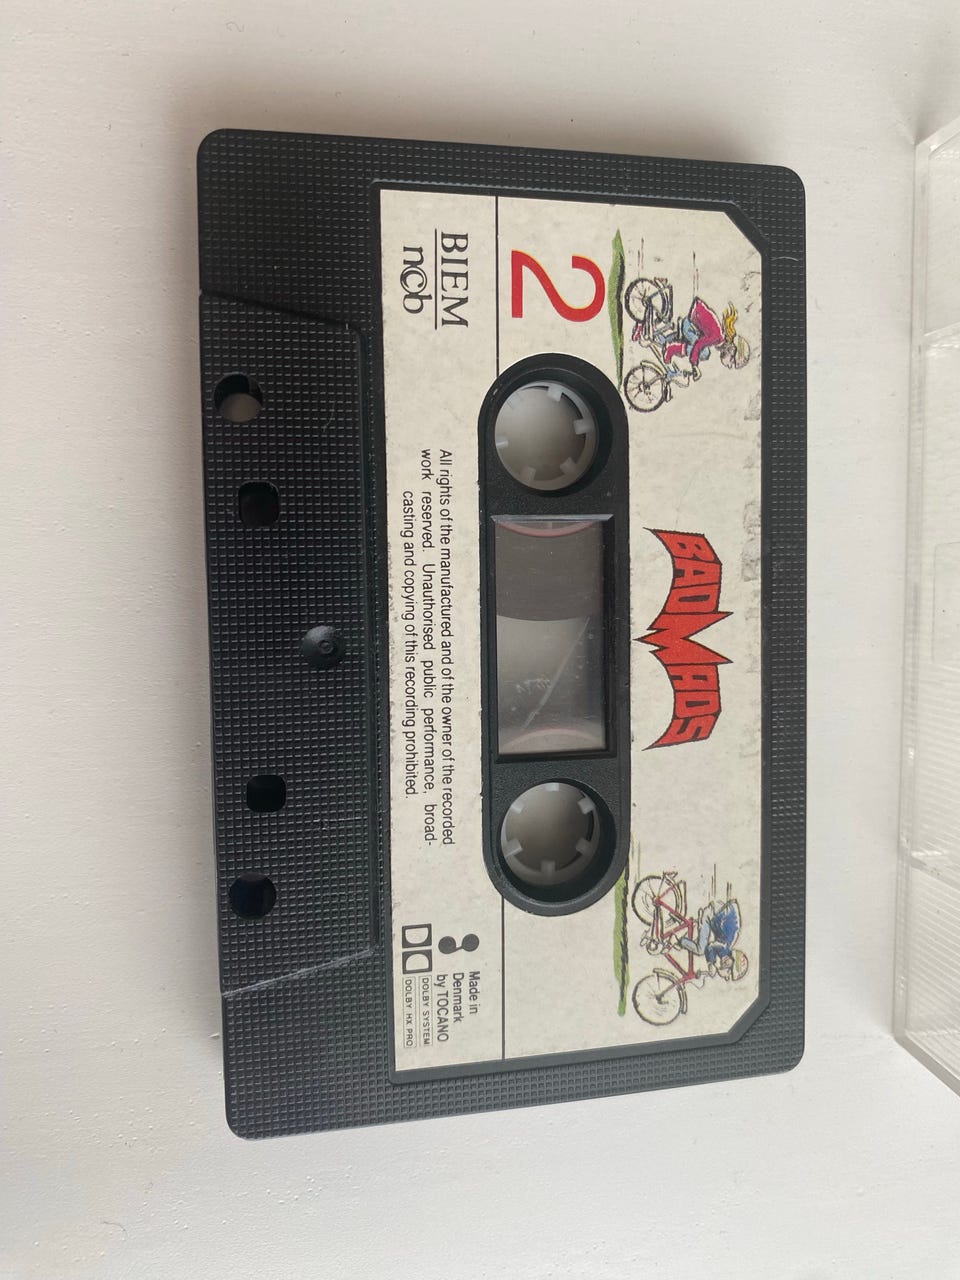 BADMADS
2
BIEM
ncb
All rights of the manufactured and of the owner of the recorded
work reserved. Unauthorised public performance, broad-
casting and copying of this recording prohibited.
Made in
Denmark
by TOCANO
DOLBY SYSTEM
DOLBY HX PRO